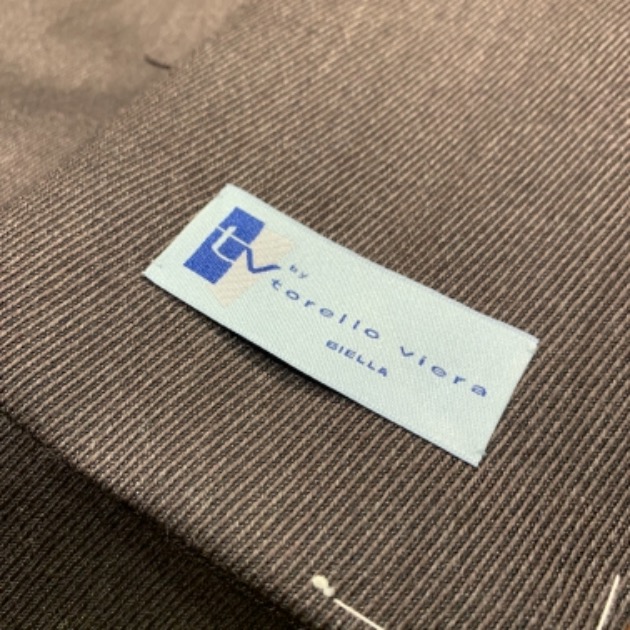 tv
by
torello viera
BIELLA